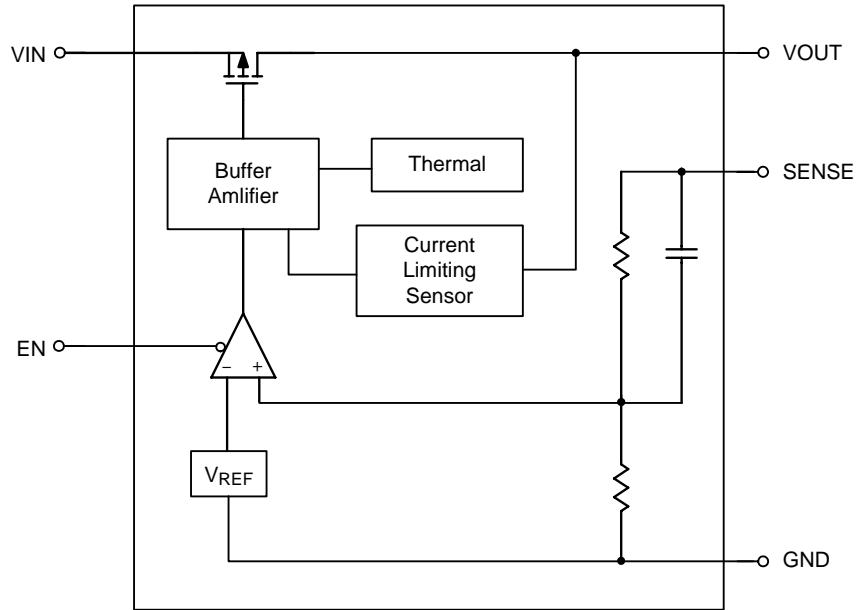 VIN
VOUT
Buffer
Amlifier
Thermal
SENSE
Current
Limiting
Sensor
EN
− +
VREF
GND